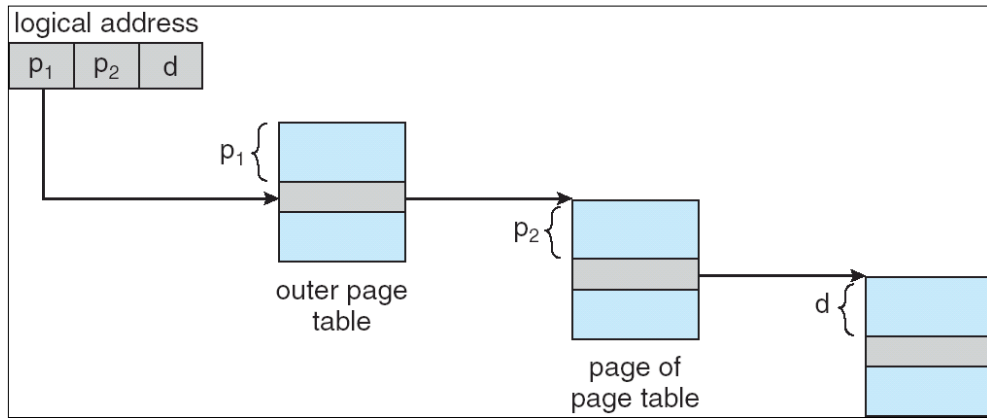 logical address
p₁ p₂ d
p₁
outer page
table
p₂
page of
page table
d